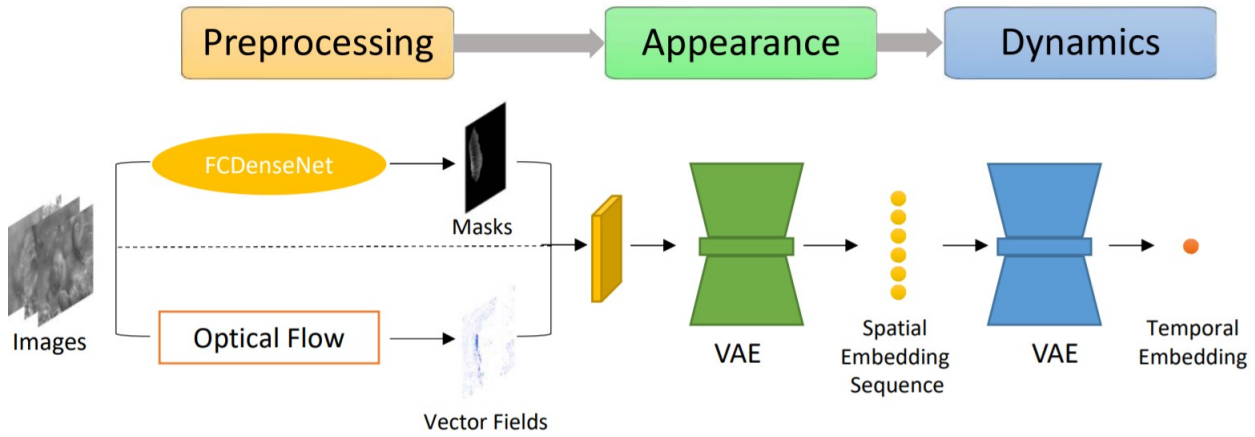 Preprocessing
Appearance
Dynamics
FCDenseNet
Masks
Images
Optical Flow
Vector Fields
VAE
Spatial
Embedding
Sequence
VAE
Temporal
Embedding